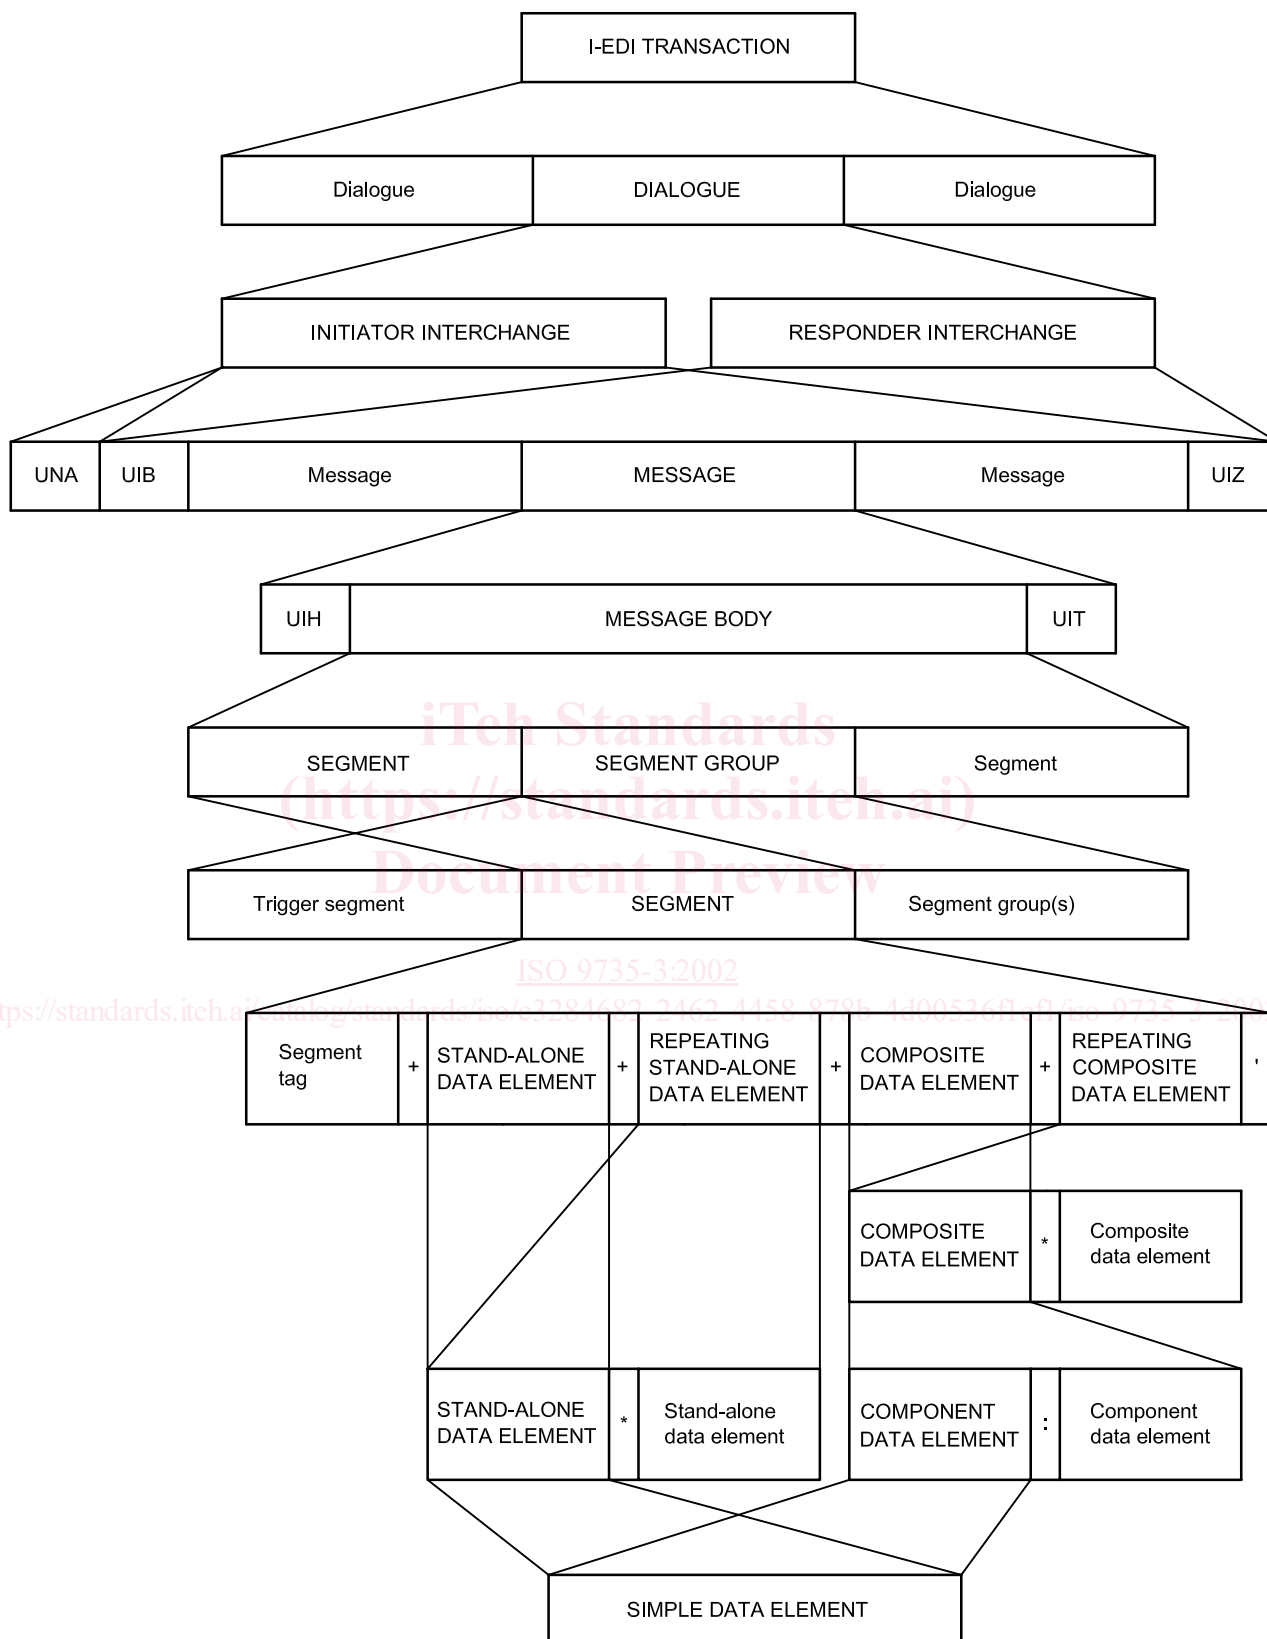 I-EDI TRANSACTION
Dialogue
DIALOGUE
Dialogue
INITIATOR INTERCHANGE
RESPONDER INTERCHANGE
UNA
UIB
Message
MESSAGE
Message
UIZ
UIH
MESSAGE BODY
UIT
iTeh Standards
SEGMENT
SEGMENT GROUP
Segment
(https://standards.iteh.ai)
Document Preview
Trigger segment
SEGMENT
Segment group(s)
ISO 9735-3:2002
Segment
tag
+
STAND-ALONE
DATA ELEMENT
+
REPEATING
STAND-ALONE
DATA ELEMENT
+
COMPOSITE
DATA ELEMENT
+
REPEATING
COMPOSITE
DATA ELEMENT
'
COMPOSITE
DATA ELEMENT
*
Composite
data element
STAND-ALONE
DATA ELEMENT
*
Stand-alone
data element
COMPONENT
DATA ELEMENT
:
Component
data element
SIMPLE DATA ELEMENT